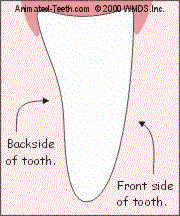 Animated-Teeth.com © 2000 WMDS.Inc.
Backside
of tooth.
Front side
of tooth.